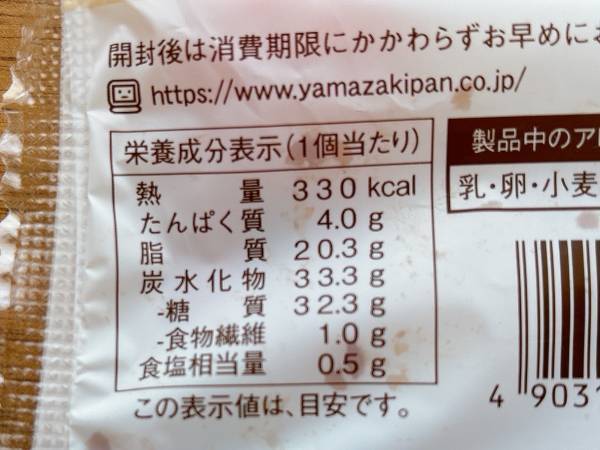 開封後は消費期限にかかわらずお早めに
https://www.yamazakipan.co.jp/
栄養成分表示(1個当たり)
熱量 330 kcal
たんぱく質 4.0 g
脂質 20.3 g
炭水化物 33.3 g
-糖質 32.3 g
-食物繊維 1.0 g
食塩相当量 0.5 g
この表示値は、目安です。
製品中のアレ
乳・卵・小麦
4 9031